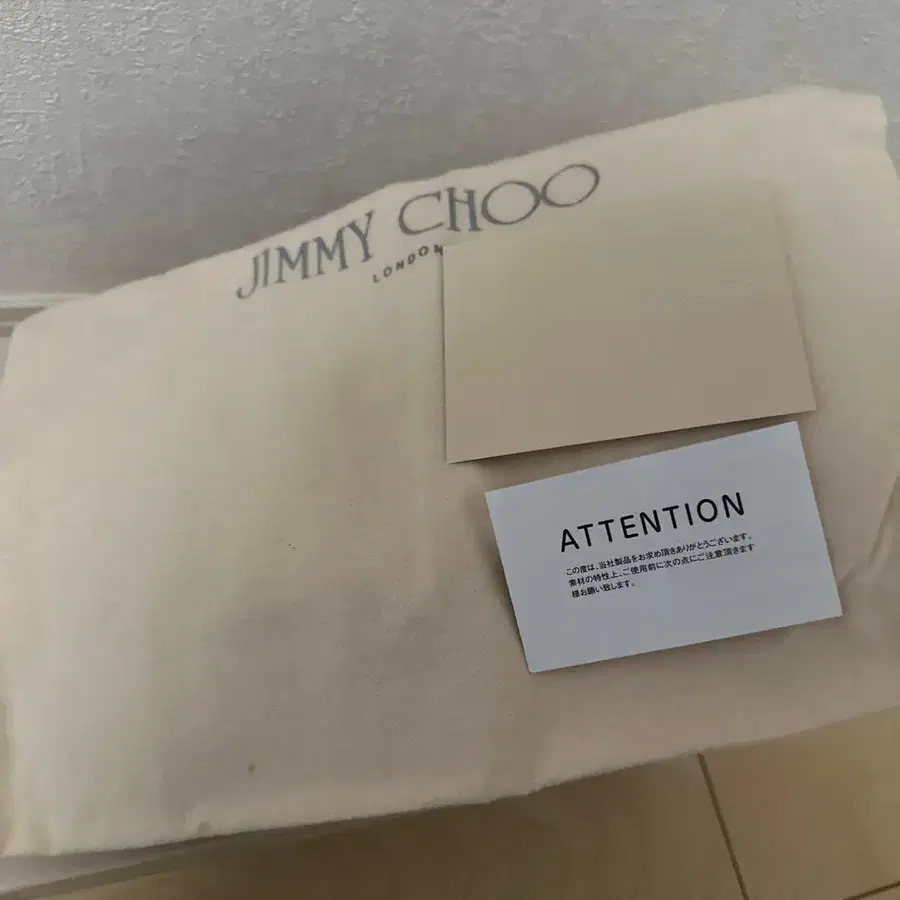 JIMMY CHOO
LONDON
ATTENTION
この度は、当社製品をお求め頂きありがとうございます。
素材の特性上、ご使用前に次の点にご注意頂きます
様お願い致します。